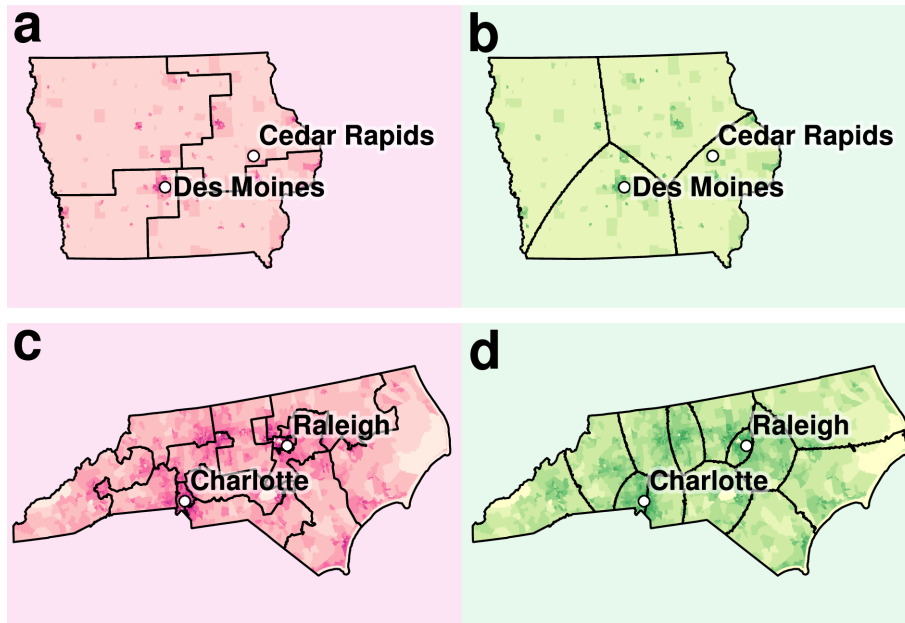 a
b
Cedar Rapids
Cedar Rapids
Des Moines
Des Moines
c
d
Raleigh
Raleigh
Charlotte
Charlotte